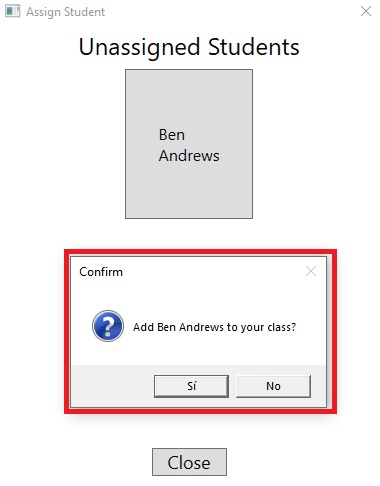 Assign Student
Unassigned Students
Ben
Andrews
Confirm
Add Ben Andrews to your class?
Sí
No
Close